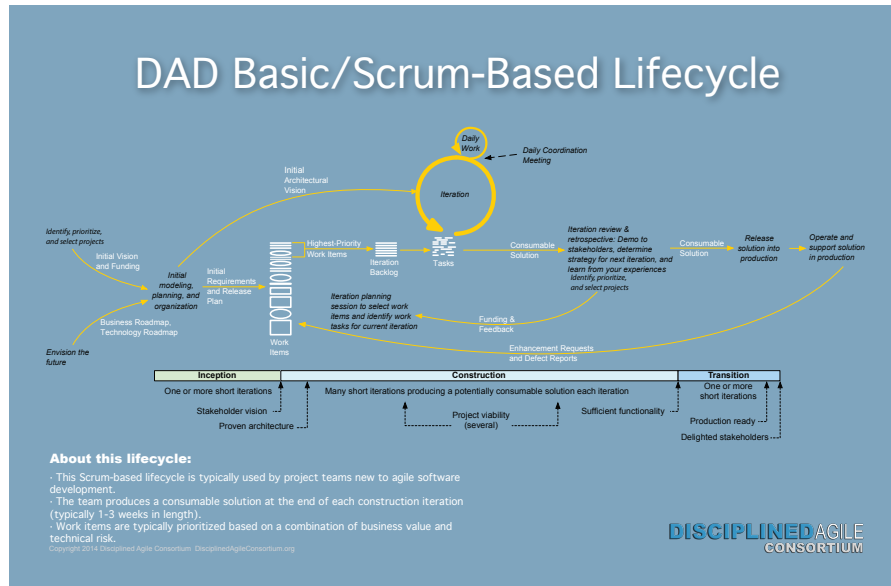 DAD Basic/Scrum-Based Lifecycle
Daily
Work
Daily Coordination
Meeting
Initial
Architectural
Vision
Iteration
Identify, prioritize,
and select projects
Initial Vision
and Funding
Initial
modeling,
planning, and
organization
Initial
Requirements
and Release
Plan
Business Roadmap,
Technology Roadmap
Envision the
future
Highest-Priority
Work Items
Iteration
Backlog
Tasks
Work
Items
Consumable
Solution
Iteration review &
retrospective: Demo to
stakeholders, determine
strategy for next iteration, and
learn from your experiences
Identify, prioritize,
and select projects
Consumable
Solution
Release
solution into
production
Operate and
support solution
in production
Iteration planning
session to select work
items and identify work
tasks for current iteration
Funding &
Feedback
Enhancement Requests
and Defect Reports
Inception
Construction
Transition
One or more short iterations
Many short iterations producing a potentially consumable solution each iteration
One or more
short iterations
Stakeholder vision
Proven architecture
Project viability
(several)
Sufficient functionality
Production ready
Delighted stakeholders
About this lifecycle:
· This Scrum-based lifecycle is typically used by project teams new to agile software
development.
· The team produces a consumable solution at the end of each construction iteration
(typically 1-3 weeks in length).
· Work items are typically prioritized based on a combination of business value and
technical risk.
Copyright 2014 Disciplined Agile Consortium DisciplinedAgileConsortium.org
DISCIPLINED AGILE
CONSORTIUM